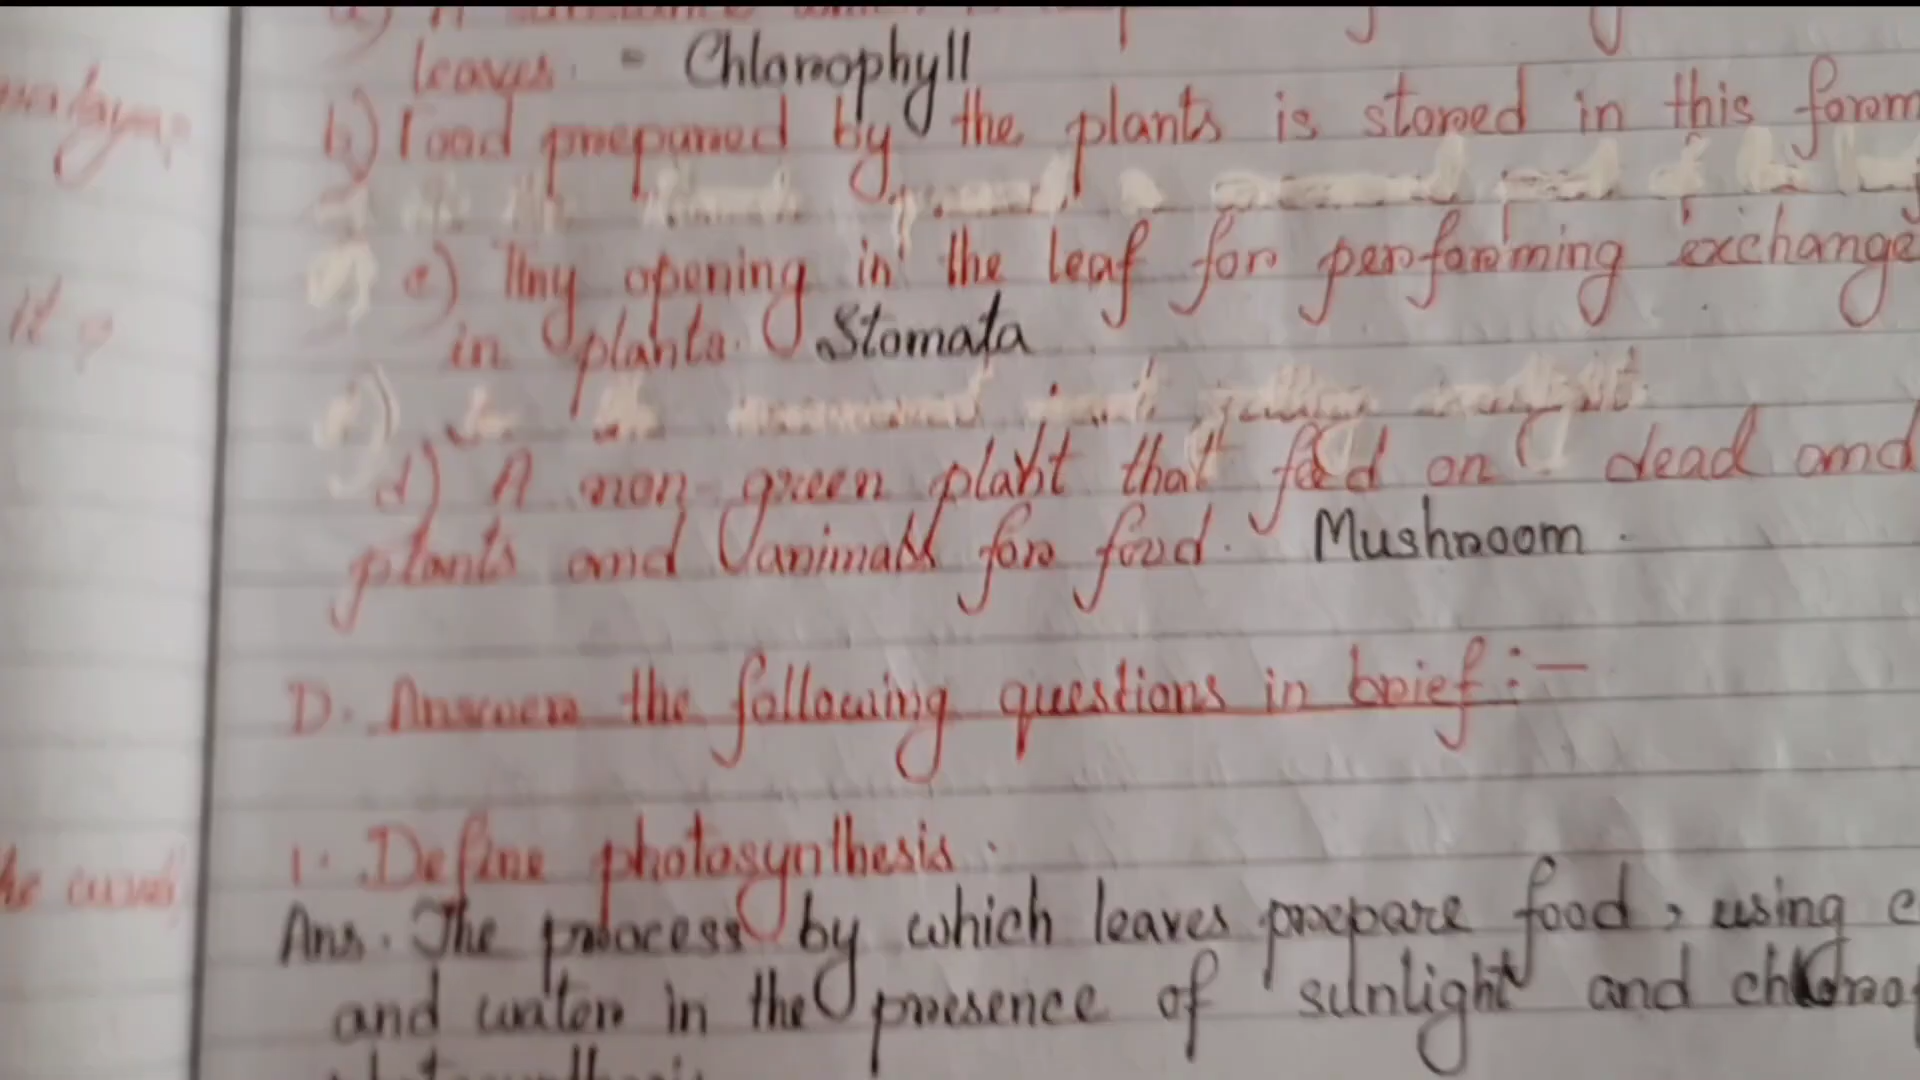 leaves. - Chlorophyll
b) Food prepared by the plants is stored in this form
c) Tiny opening in the leaf for performing exchange
in plants. Stomata
d) A non-green plant that feed on dead and
plants and animals for food. Mushroom.
D. Answer the following questions in brief:-
1. Define photosynthesis.
Ans. The process by which leaves prepare food, using
and water in the presence of sunlight and